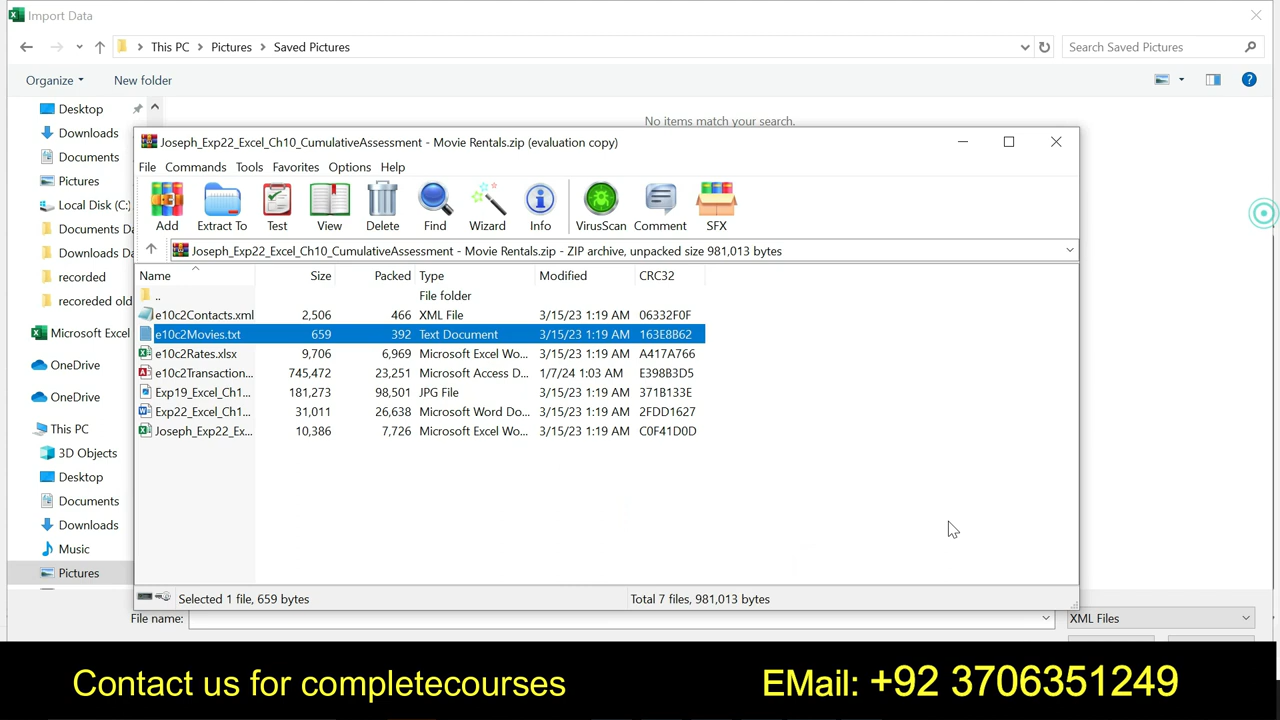 Import Data
This PC > Pictures > Saved Pictures
Search Saved Pictures
Organize
New folder
Desktop
Downloads
Documents
Pictures
Local Disk (C:)
Documents Da
Downloads Da
recorded
recoreded old
Microsoft Excel
OneDrive
OneDrive
This PC
3D Objects
Desktop
Documents
Downloads
Music
Pictures
No items match your search.
Joseph_Exp22_Excel_Ch10_CumulativeAssessment - Movie Rentals.zip (evaluation copy)
File Commands Tools Favorites Options Help
Add Extract To Test View Delete Find Wizard Info VirusScan Comment SFX
Joseph_Exp22_Excel_Ch10_CumulativeAssessment - Movie Rentals.zip - ZIP archive, unpacked size 981,013 bytes
Name Size Packed Type Modified CRC32
.. File folder
e10c2Contacts.xml 2,506 466 XML File 3/15/23 1:19 AM 06332F0F
e10c2Movies.txt 659 392 Text Document 3/15/23 1:19 AM 163E8B62
e10c2Rates.xlsx 9,706 6,969 Microsoft Excel Wo... 3/15/23 1:19 AM A417A766
e10c2Transaction... 745,472 23,251 Microsoft Access D... 1/7/24 1:03 AM E398B3D5
Exp19_Excel_Ch1... 181,273 98,501 JPG File 3/15/23 1:19 AM 371B133E
Exp22_Excel_Ch1... 31,011 26,638 Microsoft Word Do... 3/15/23 1:19 AM 2FDD1627
Joseph_Exp22_Ex... 10,386 7,726 Microsoft Excel Wo... 3/15/23 1:19 AM C0F41D0D
Selected 1 file, 659 bytes
Total 7 files, 981,013 bytes
File name:
XML Files
Contact us for completecourses
EMail: +92 3706351249